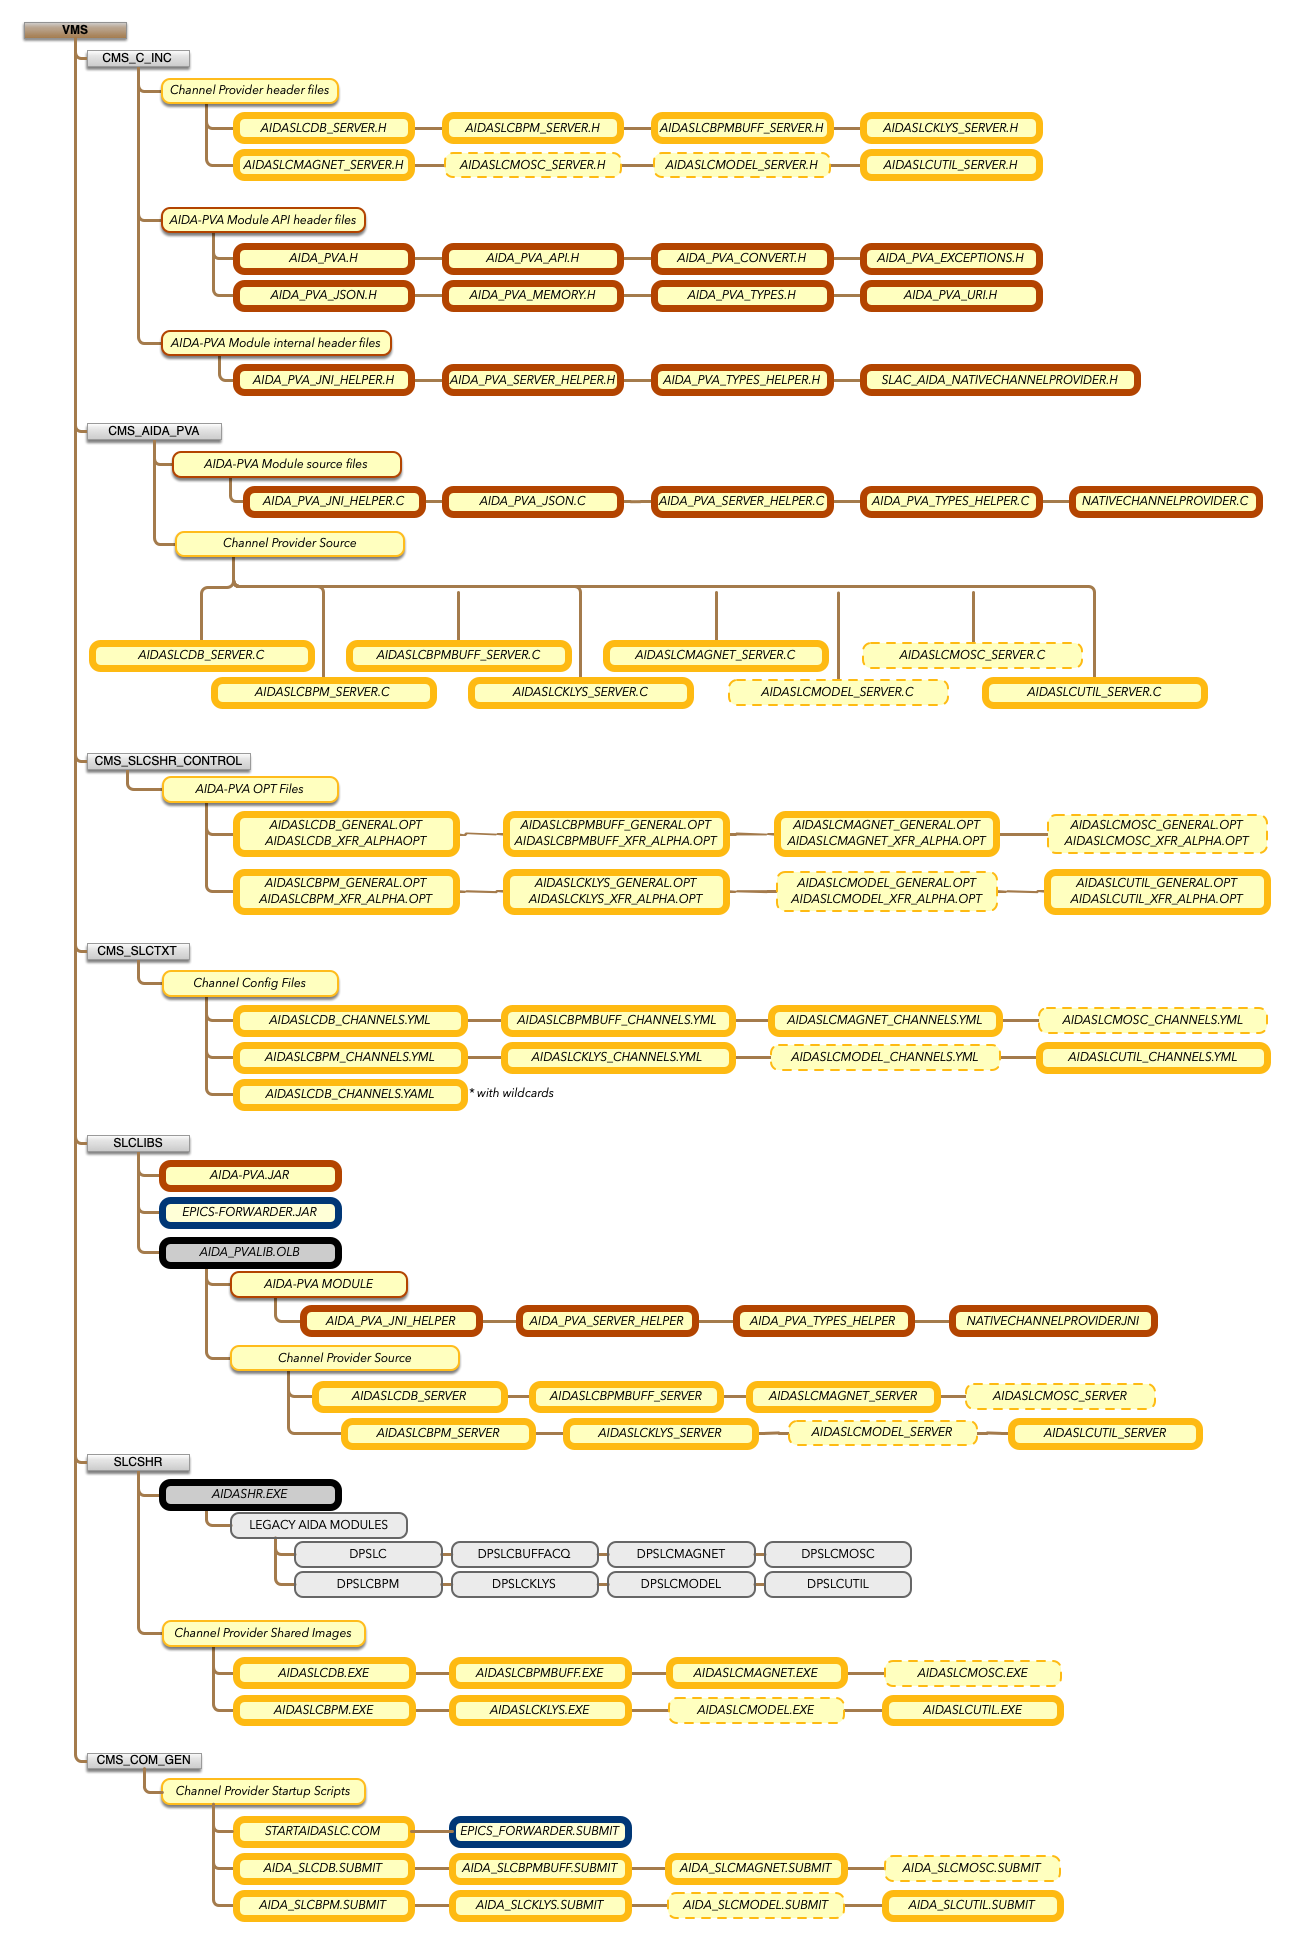 VMS
CMS_C_INC
Channel Provider header files
AIDASLCDB_SERVER.H AIDASLCBPM_SERVER.H AIDASLCBPMBUFF_SERVER.H AIDASLCKLYS_SERVER.H
AIDASLCMAGNET_SERVER.H AIDASLCMOSC_SERVER.H AIDASLCMODEL_SERVER.H AIDASLCUTIL_SERVER.H
AIDA-PVA Module API header files
AIDA_PVA.H AIDA_PVA_API.H AIDA_PVA_CONVERT.H AIDA_PVA_EXCEPTIONS.H
AIDA_PVA_JSON.H AIDA_PVA_MEMORY.H AIDA_PVA_TYPES.H AIDA_PVA_URI.H
AIDA-PVA Module internal header files
AIDA_PVA_JNI_HELPER.H AIDA_PVA_SERVER_HELPER.H AIDA_PVA_TYPES_HELPER.H SLAC_AIDA_NATIVECHANNELPROVIDER.H
CMS_AIDA_PVA
AIDA-PVA Module source files
AIDA_PVA_JNI_HELPER.C AIDA_PVA_JSON.C AIDA_PVA_SERVER_HELPER.C AIDA_PVA_TYPES_HELPER.C NATIVECHANNELPROVIDER.C
Channel Provider Source
AIDASLCDB_SERVER.C AIDASLCBPMBUFF_SERVER.C AIDASLCMAGNET_SERVER.C AIDASLCMOSC_SERVER.C
AIDASLCBPM_SERVER.C AIDASLCKLYS_SERVER.C AIDASLCMODEL_SERVER.C AIDASLCUTIL_SERVER.C
CMS_SLCSHR_CONTROL
AIDA-PVA OPT Files
AIDASLCDB_GENERAL.OPT AIDASLCBPMBUFF_GENERAL.OPT AIDASLCMAGNET_GENERAL.OPT AIDASLCMOSC_GENERAL.OPT
AIDASLCDB_XFR_ALPHAOPT AIDASLCBPMBUFF_XFR_ALPHA.OPT AIDASLCMAGNET_XFR_ALPHA.OPT AIDASLCMOSC_XFR_ALPHA.OPT
AIDASLCBPM_GENERAL.OPT AIDASLCKLYS_GENERAL.OPT AIDASLCMODEL_GENERAL.OPT AIDASLCUTIL_GENERAL.OPT
AIDASLCBPM_XFR_ALPHA.OPT AIDASLCKLYS_XFR_ALPHA.OPT AIDASLCMODEL_XFR_ALPHA.OPT AIDASLCUTIL_XFR_ALPHA.OPT
CMS_SLCTXT
Channel Config Files
AIDASLCDB_CHANNELS.YML AIDASLCBPMBUFF_CHANNELS.YML AIDASLCMAGNET_CHANNELS.YML AIDASLCMOSC_CHANNELS.YML
AIDASLCBPM_CHANNELS.YML AIDASLCKLYS_CHANNELS.YML AIDASLCMODEL_CHANNELS.YML AIDASLCUTIL_CHANNELS.YML
AIDASLCDB_CHANNELS.YAML * with wildcards
SLCLIBS
AIDA-PVA.JAR
EPICS-FORWARDER.JAR
AIDA_PVALIB.OLB
AIDA-PVA MODULE
AIDA_PVA_JNI_HELPER AIDA_PVA_SERVER_HELPER AIDA_PVA_TYPES_HELPER NATIVECHANNELPROVIDERJNI
Channel Provider Source
AIDASLCDB_SERVER AIDASLCBPMBUFF_SERVER AIDASLCMAGNET_SERVER AIDASLCMOSC_SERVER
AIDASLCBPM_SERVER AIDASLCKLYS_SERVER AIDASLCMODEL_SERVER AIDASLCUTIL_SERVER
SLCSHR
AIDASHR.EXE
LEGACY AIDA MODULES
DPSLC DPSLCBUFFACQ DPSLCMAGNET DPSLCMOSC
DPSLCBPM DPSLCKLYS DPSLCMODEL DPSLCUTIL
Channel Provider Shared Images
AIDASLCDB.EXE AIDASLCBPMBUFF.EXE AIDASLCMAGNET.EXE AIDASLCMOSC.EXE
AIDASLCBPM.EXE AIDASLCKLYS.EXE AIDASLCMODEL.EXE AIDASLCUTIL.EXE
CMS_COM_GEN
Channel Provider Startup Scripts
STARTAIDASLC.COM EPICS_FORWARDER.SUBMIT
AIDA_SLCDB.SUBMIT AIDA_SLCBPMBUFF.SUBMIT AIDA_SLCMAGNET.SUBMIT AIDA_SLCMOSC.SUBMIT
AIDA_SLCBPM.SUBMIT AIDA_SLCKLYS.SUBMIT AIDA_SLCMODEL.SUBMIT AIDA_SLCUTIL.SUBMIT